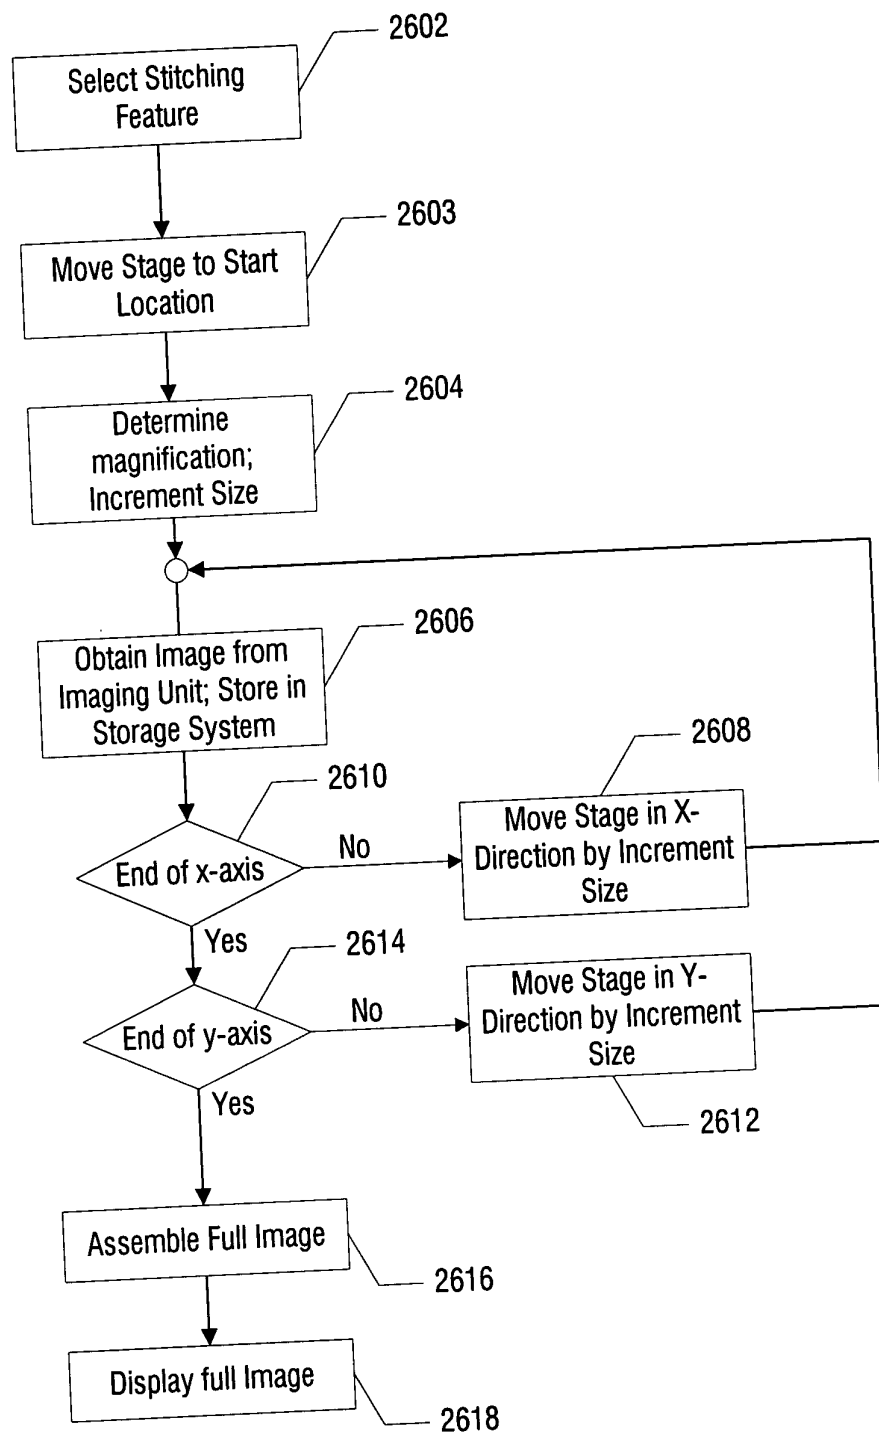 2602
Select Stitching
Feature
2603
Move Stage to Start
Location
2604
Determine
magnification;
Increment Size
2606
Obtain Image from
Imaging Unit; Store in
Storage System
2608
2610
Move Stage in X-
Direction by Increment
Size
No
End of x-axis
Yes
2614
Move Stage in Y-
Direction by Increment
Size
No
End of y-axis
Yes
2612
Assemble Full Image
2616
Display full Image
2618